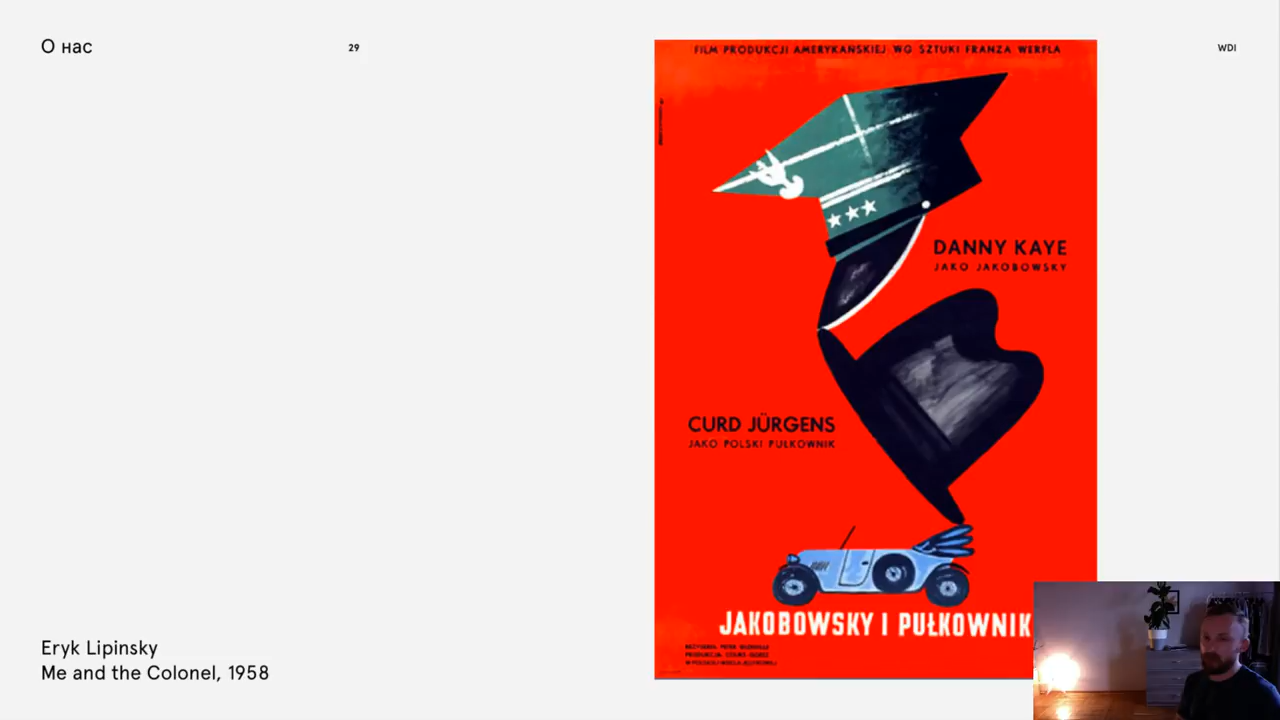 О нас
29
WDI
FILM PRODUKCJI AMERYKAŃSKIEJ WG SZTUKI FRANZA WERFLA
DANNY KAYE
JAKO JAKOBOWSKY
CURD JÜRGENS
JAKO POLSKI PUŁKOWNIK
JAKOBOWSKY I PUŁKOWNIK
Eryk Lipinsky
Me and the Colonel, 1958